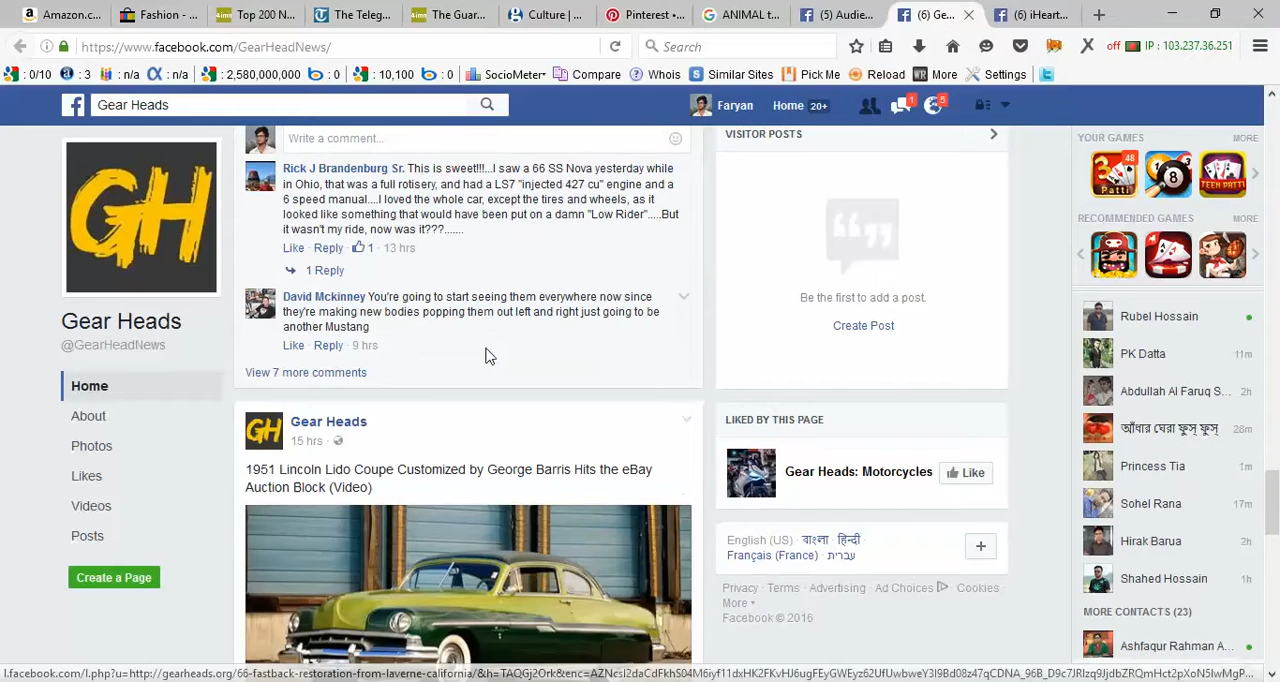 Amazon.c...
Fashion - ...
Top 200 N...
The Teleg...
The Guar...
Culture | ...
Pinterest •...
ANIMAL t...
(5) Audie...
(6) Ge...
(6) iHeart...
https://www.facebook.com/GearHeadNews/
Search
off
IP : 103.237.36.251
: 0/10
: 3
: n/a
: n/a
: 2,580,000,000
: 0
: 10,100
: 0
SocioMeter
Compare
Whois
Similar Sites
Pick Me
Reload
More
Settings
Gear Heads
Faryan
Home 20+
1
5
Write a comment...
Rick J Brandenburg Sr. This is sweet!!!...I saw a 66 SS Nova yesterday while
in Ohio, that was a full rotisery, and had a LS7 "injected 427 cu" engine and a
6 speed manual....I loved the whole car, except the tires and wheels, as it
looked like something that would have been put on a damn "Low Rider".....But
it wasn't my ride, now was it???.......
Like · Reply · 1 · 13 hrs
1 Reply
David Mckinney You're going to start seeing them everywhere now since
they're making new bodies popping them out left and right just going to be
another Mustang
Like · Reply · 9 hrs
View 7 more comments
GH
Gear Heads
@GearHeadNews
Home
About
Photos
Likes
Videos
Posts
Create a Page
GH
Gear Heads
15 hrs ·
1951 Lincoln Lido Coupe Customized by George Barris Hits the eBay
Auction Block (Video)
VISITOR POSTS
Be the first to add a post.
Create Post
LIKED BY THIS PAGE
Gear Heads: Motorcycles
Like
English (US) · বাংলা · हिन्दी ·
Français (France) · עברית
Privacy · Terms · Advertising · Ad Choices · Cookies ·
More
Facebook © 2016
YOUR GAMES
MORE
48
3
Patti
8
TEEN PATTI
RECOMMENDED GAMES
MORE
Rubel Hossain
PK Datta 11m
Abdullah Al Faruq S... 2h
আঁধার ঘেরা ফুস্ ফুস্ 28m
Princess Tia 1m
Sohel Rana 17m
Hirak Barua 2h
Shahed Hossain 1h
MORE CONTACTS (23)
Ashfaqur Rahman A...